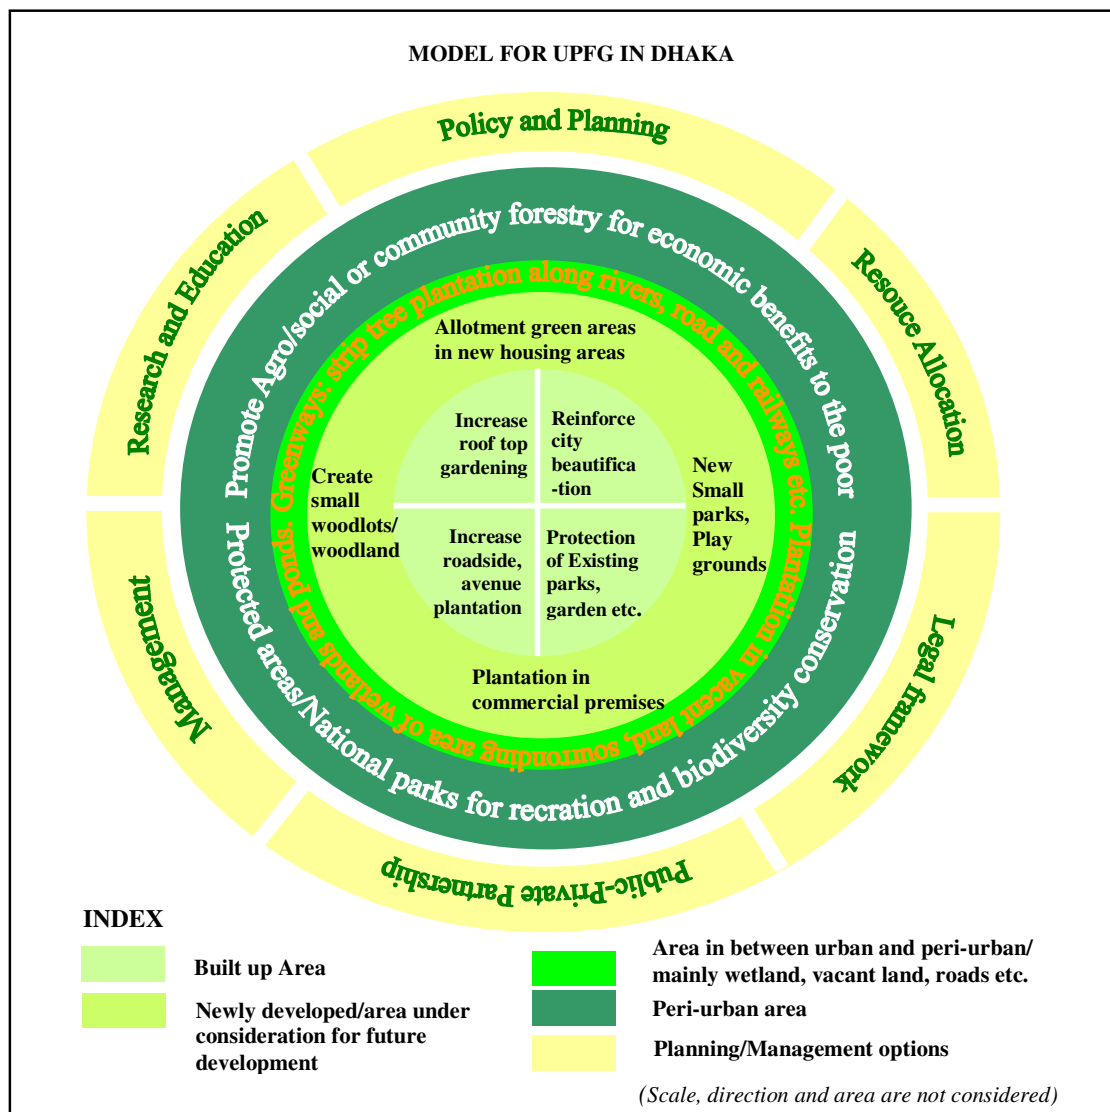 MODEL FOR UPFG IN DHAKA
Policy and Planning
Research and Education
Resouce Allocation
Management
Legal framework
Public-Private Partnership
Promote Agro/social or community forestry for economic benefits to the poor
Protected areas/National parks for recration and biodiversity conservation
Greenways: strip tree plantation along rivers, road and railways etc. Plantatiion in vacent land, sourronding area of wetlands and ponds.
Allotment green areas
in new housing areas
Create
small
woodlots/
woodland
New
Small
parks,
Play
grounds
Plantation in
commercial premises
Increase
roof top
gardening
Reinforce
city
beautifica
-tion
Increase
roadside,
avenue
plantation
Protection
of Existing
parks,
garden etc.
INDEX
Built up Area
Newly developed/area under
consideration for future
development
Area in between urban and peri-urban/
mainly wetland, vacant land, roads etc.
Peri-urban area
Planning/Management options
(Scale, direction and area are not considered)